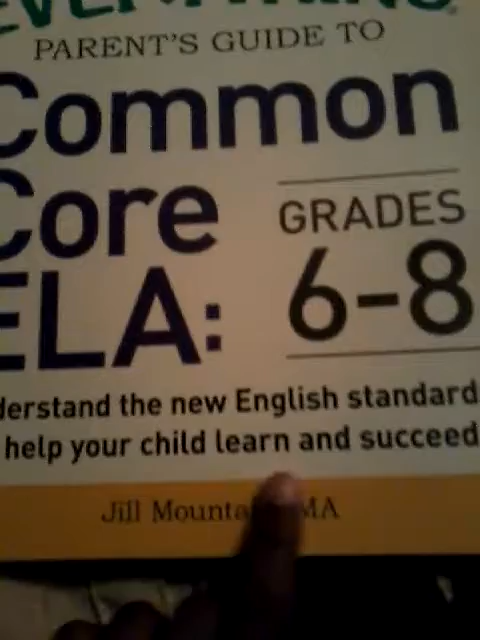 PARENT'S GUIDE TO
Common
Core
ELA:
GRADES
6-8
the new English standard
help your child learn and succeed
Jill MA